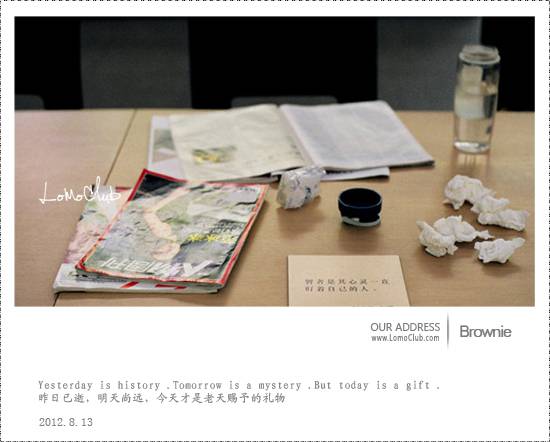 LoMoClub
智者是其心灵一直
听着自己的人.
OUR ADDRESS
www.LomoClub.com
Brownie
Yesterday is history .Tomorrow is a mystery .But today is a gift .
昨日已逝，明天尚远，今天才是老天赐予的礼物
2012.8.13